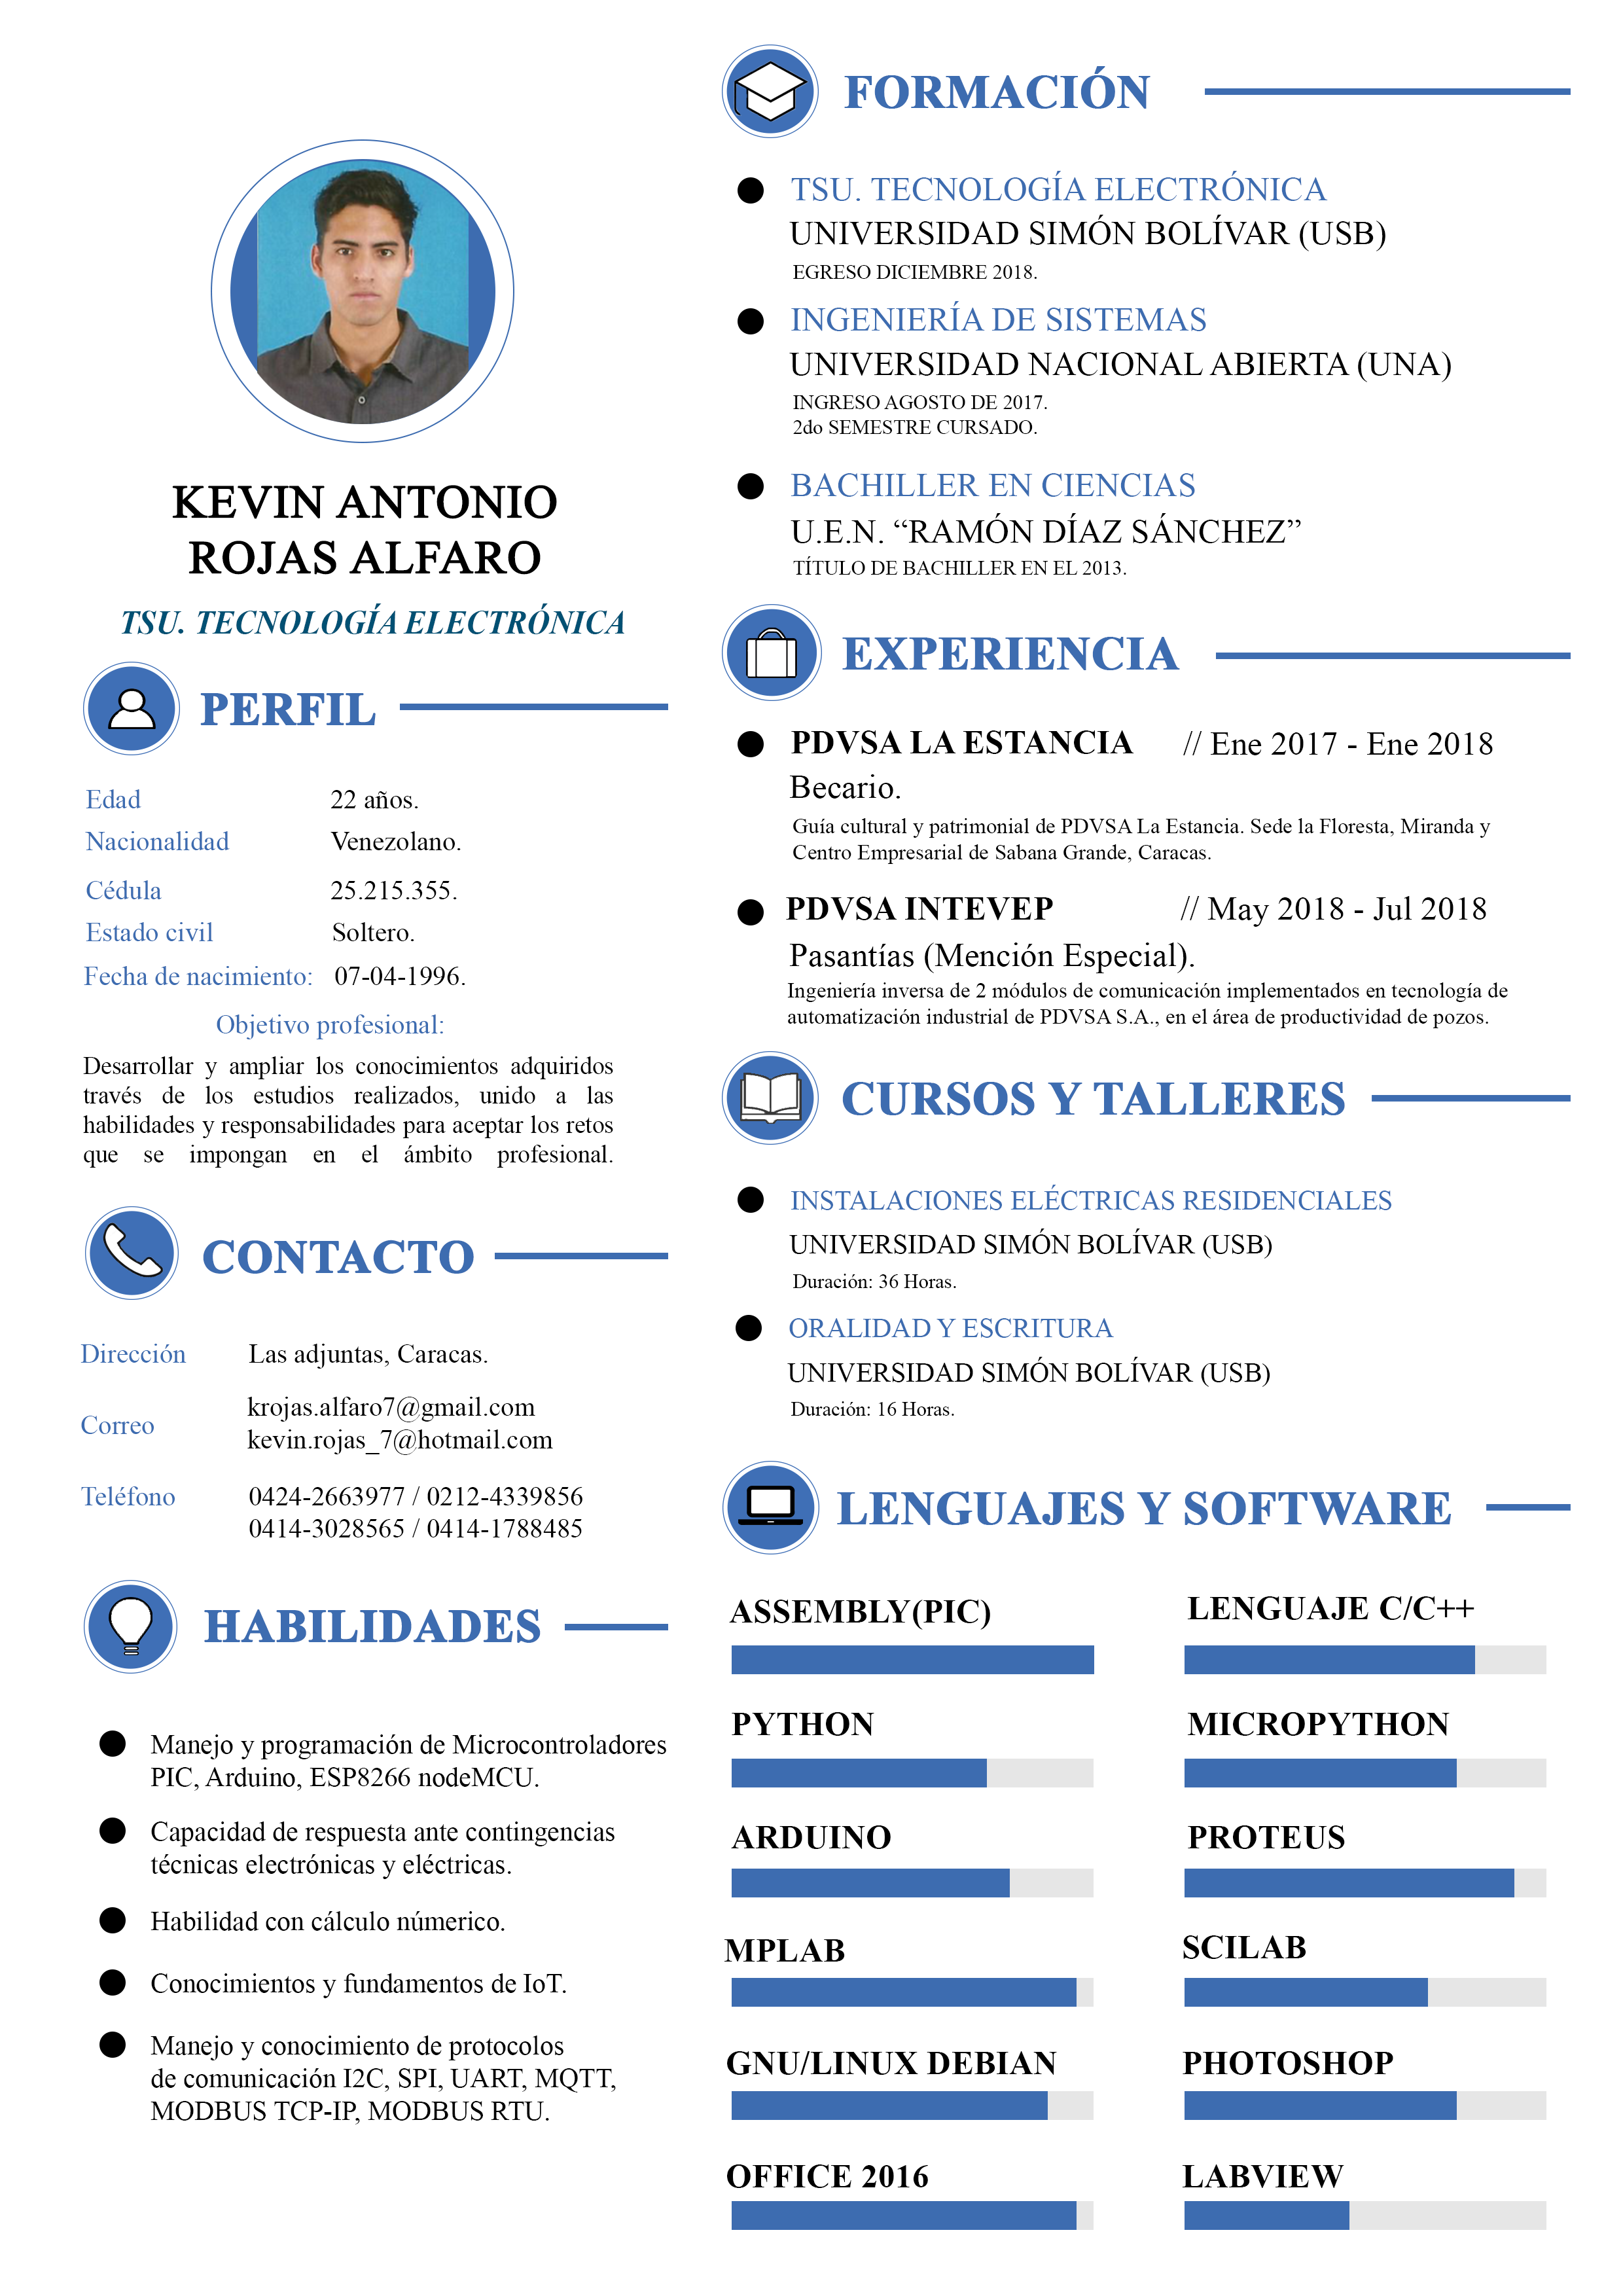 KEVIN ANTONIO
ROJAS ALFARO
TSU. TECNOLOGÍA ELECTRÓNICA
PERFIL
Edad 22 años.
Nacionalidad Venezolano.
Cédula 25.215.355.
Estado civil Soltero.
Fecha de nacimiento: 07-04-1996.
Objetivo profesional:
Desarrollar y ampliar los conocimientos adquiridos
través de los estudios realizados, unido a las
habilidades y responsabilidades para aceptar los retos
que se impongan en el ámbito profesional.
CONTACTO
Dirección Las adjuntas, Caracas.
Correo
krojas.alfaro7@gmail.com
kevin.rojas_7@hotmail.com
Teléfono 0424-2663977 / 0212-4339856
0414-3028565 / 0414-1788485
HABILIDADES
Manejo y programación de Microcontroladores
PIC, Arduino, ESP8266 nodeMCU.
Capacidad de respuesta ante contingencias
técnicas electrónicas y eléctricas.
Habilidad con cálculo númerico.
Conocimientos y fundamentos de IoT.
Manejo y conocimiento de protocolos
de comunicación I2C, SPI, UART, MQTT,
MODBUS TCP-IP, MODBUS RTU.
FORMACIÓN
TSU. TECNOLOGÍA ELECTRÓNICA
UNIVERSIDAD SIMÓN BOLÍVAR (USB)
EGRESO DICIEMBRE 2018.
INGENIERÍA DE SISTEMAS
UNIVERSIDAD NACIONAL ABIERTA (UNA)
INGRESO AGOSTO DE 2017.
2do SEMESTRE CURSADO.
BACHILLER EN CIENCIAS
U.E.N. “RAMÓN DÍAZ SÁNCHEZ”
TÍTULO DE BACHILLER EN EL 2013.
EXPERIENCIA
PDVSA LA ESTANCIA // Ene 2017 - Ene 2018
Becario.
Guía cultural y patrimonial de PDVSA La Estancia. Sede la Floresta, Miranda y
Centro Empresarial de Sabana Grande, Caracas.
PDVSA INTEVEP // May 2018 - Jul 2018
Pasantías (Mención Especial).
Ingeniería inversa de 2 módulos de comunicación implementados en tecnología de
automatización industrial de PDVSA S.A., en el área de productividad de pozos.
CURSOS Y TALLERES
INSTALACIONES ELÉCTRICAS RESIDENCIALES
UNIVERSIDAD SIMÓN BOLÍVAR (USB)
Duración: 36 Horas.
ORALIDAD Y ESCRITURA
UNIVERSIDAD SIMÓN BOLÍVAR (USB)
Duración: 16 Horas.
LENGUAJES Y SOFTWARE
ASSEMBLY(PIC) LENGUAJE C/C++
PYTHON MICROPYTHON
ARDUINO PROTEUS
MPLAB SCILAB
GNU/LINUX DEBIAN PHOTOSHOP
OFFICE 2016 LABVIEW